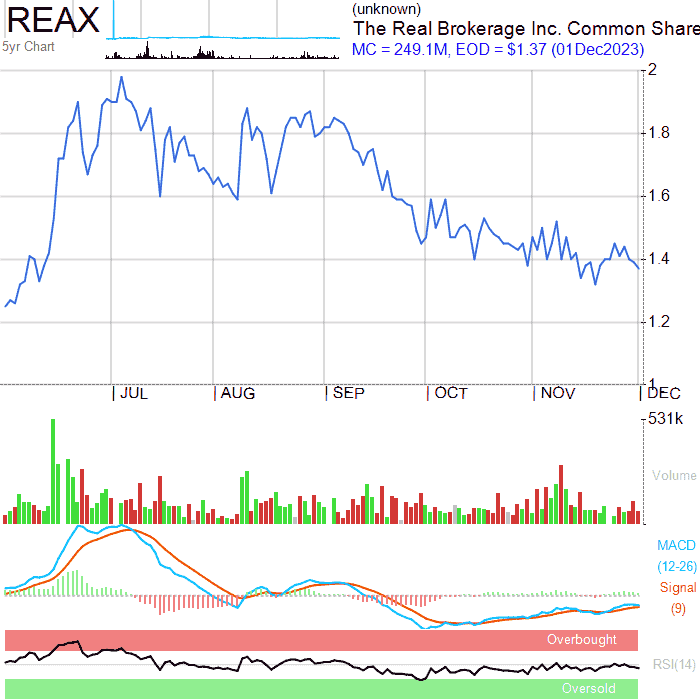 REAX
5yr Chart
(unknown)
The Real Brokerage Inc. Common Share
MC = 249.1M, EOD = $1.37 (01Dec2023)
2
1.8
1.6
1.4
1.2
1
JUL AUG SEP OCT NOV DEC
531k
Volume
MACD
(12-26)
Signal
(9)
Overbought
RSI(14)
Oversold